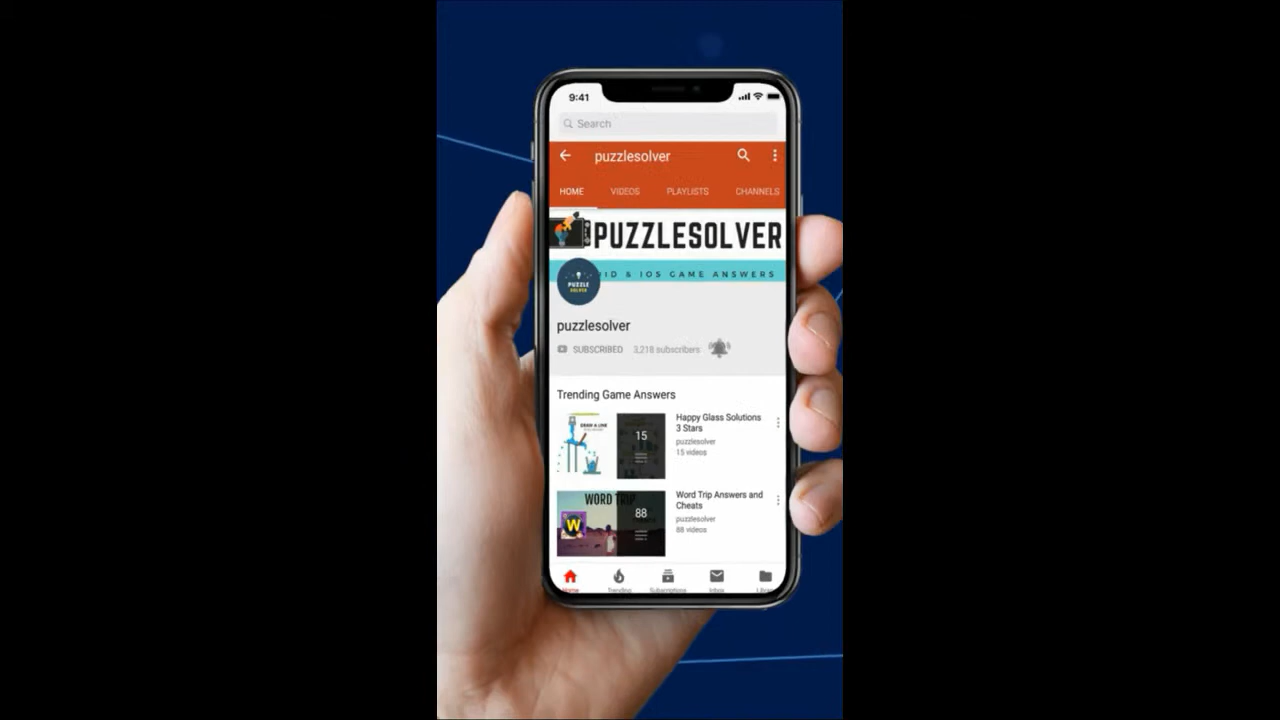 9:41
Search
puzzlesolver
HOME VIDEOS PLAYLISTS CHANNELS
PUZZLESOLVER
ID & IOS GAME ANSWERS
PUZZLE
SOLVER
puzzlesolver
SUBSCRIBED 3,218 subscribers
Trending Game Answers
DRAW A LINE
15
Happy Glass Solutions
3 Stars
puzzlesolver
15 videos
WORD TRIP
W
88
Word Trip Answers and
Cheats
puzzlesolver
88 videos
Home Trending Subscriptions Inbox